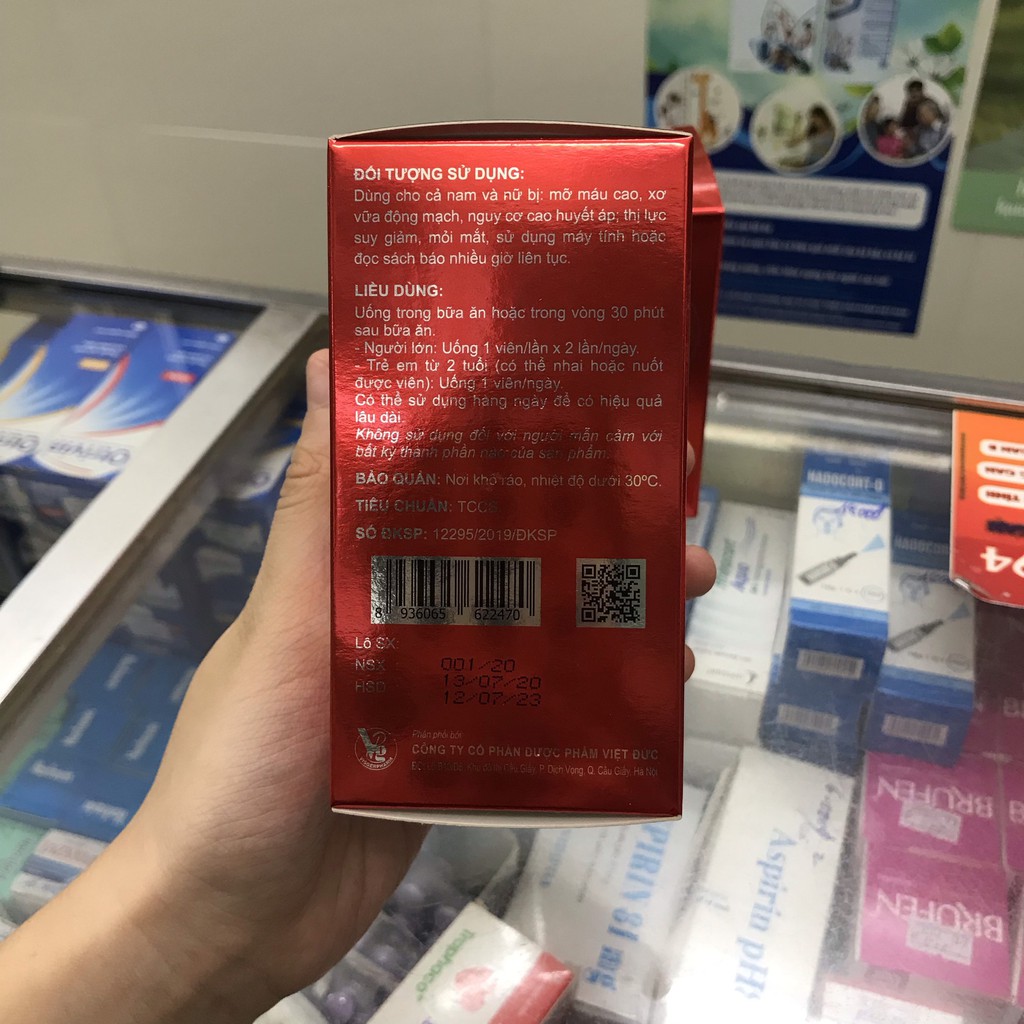 ĐỐI TƯỢNG SỬ DỤNG:
Dùng cho cả nam và nữ bị: mỡ máu cao, xơ
vữa động mạch, nguy cơ cao huyết áp; thị lực
suy giảm, mỏi mắt, sử dụng máy tính hoặc
đọc sách báo nhiều giờ liên tục.
LIỀU DÙNG:
Uống trong bữa ăn hoặc trong vòng 30 phút
sau bữa ăn.
- Người lớn: Uống 1 viên/lần x 2 lần/ngày.
- Trẻ em từ 2 tuổi (có thể nhai hoặc nuốt
được viên): Uống 1 viên/ngày.
Có thể sử dụng hàng ngày để có hiệu quả
lâu dài.
Không sử dụng đối với người mẫn cảm với
bất kỳ thành phần nào của sản phẩm.
BẢO QUẢN: Nơi khô ráo, nhiệt độ dưới 30ºC.
TIÊU CHUẨN: TCCS
SỐ ĐKSP: 12295/2019/ĐKSP
8 936065 622470
Lô SX:
NSX 001/20
HSD 13/07/20
12/07/23
Phân phối bởi
CÔNG TY CỔ PHẦN DƯỢC PHẨM VIỆT ĐỨC
Cầu Giấy, P. Dịch Vọng, Q. Cầu Giấy, Hà Nội
HADOCORT-D
HADOCORT
Otrivin
94
BRUFEN
BRUFEN
Aspirin pH8
81 mg
Traphaco